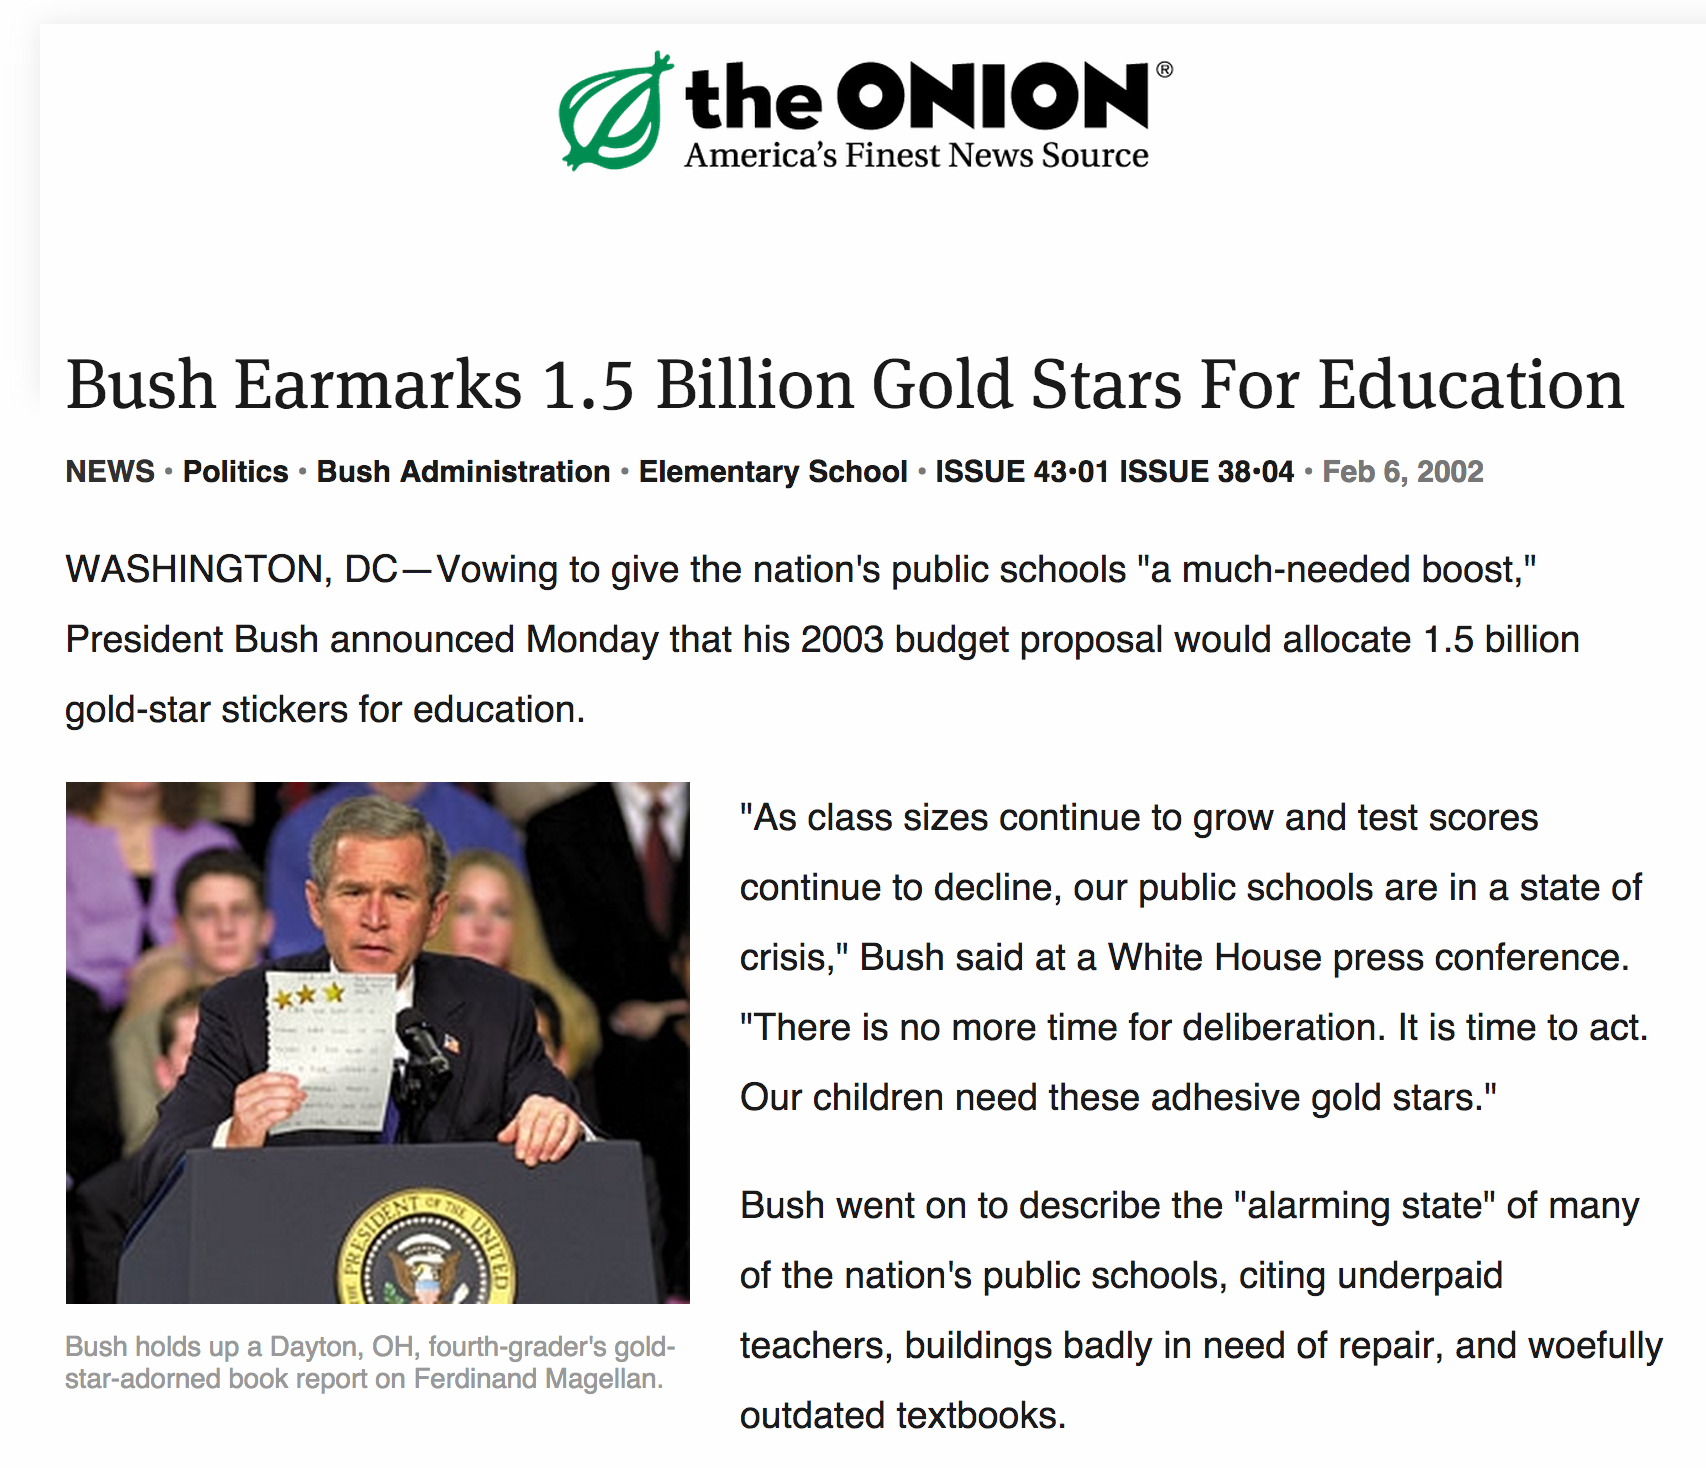 the ONION®
America's Finest News Source
Bush Earmarks 1.5 Billion Gold Stars For Education
NEWS • Politics • Bush Administration • Elementary School • ISSUE 43•01 ISSUE 38•04 • Feb 6, 2002
WASHINGTON, DC—Vowing to give the nation's public schools "a much-needed boost,"
President Bush announced Monday that his 2003 budget proposal would allocate 1.5 billion
gold-star stickers for education.
"As class sizes continue to grow and test scores
continue to decline, our public schools are in a state of
crisis," Bush said at a White House press conference.
"There is no more time for deliberation. It is time to act.
Our children need these adhesive gold stars."
Bush went on to describe the "alarming state" of many
of the nation's public schools, citing underpaid
teachers, buildings badly in need of repair, and woefully
outdated textbooks.
PRESIDENT OF THE UNITED
Bush holds up a Dayton, OH, fourth-grader's gold-
star-adorned book report on Ferdinand Magellan.